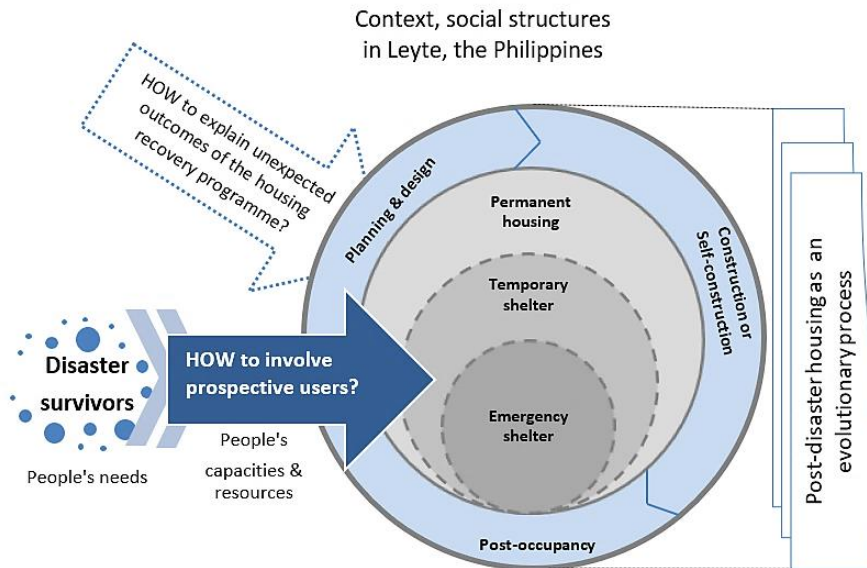 Context, social structures
in Leyte, the Philippines
HOW to explain unexpected
outcomes of the housing
recovery programme?
Planning & design
Permanent
housing
Construction or
Self-construction
Temporary
shelter
Disaster
survivors
HOW to involve
prospective users?
Emergency
shelter
People's needs
People's
capacities &
resources
Post-occupancy
Post-disaster housing as an
evolutionary process